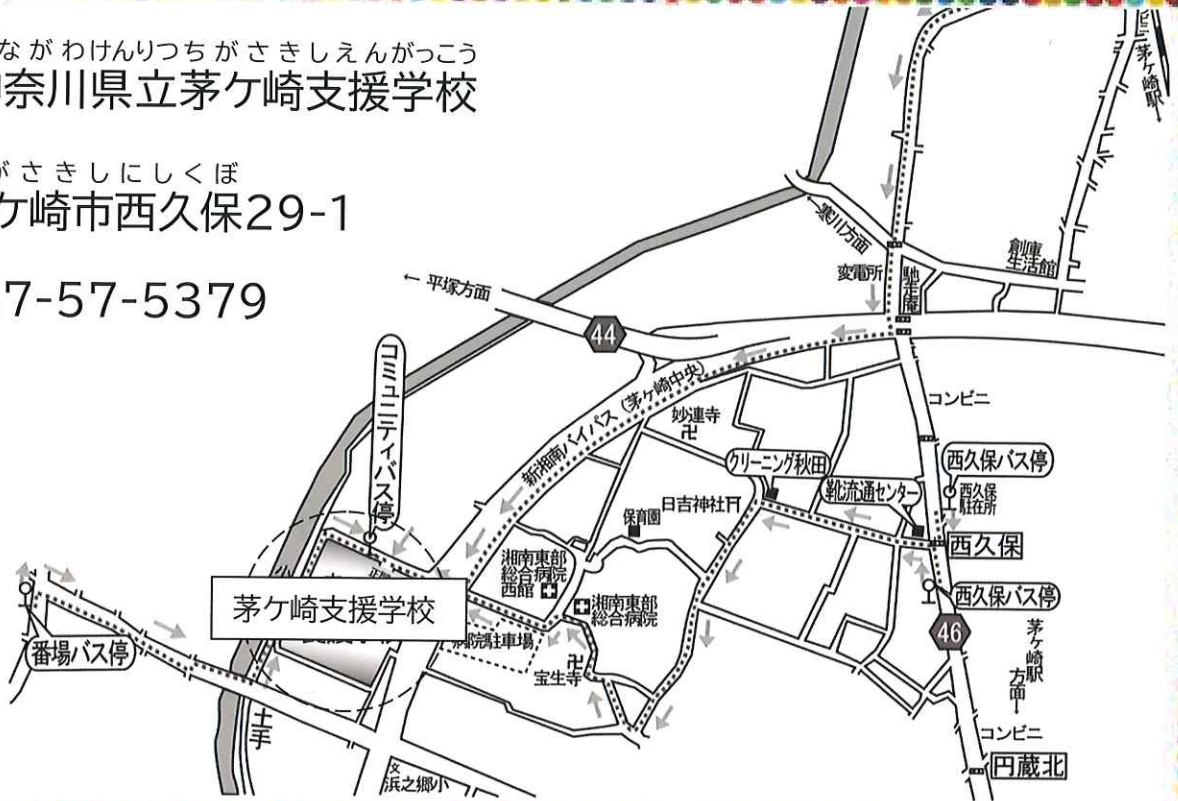 ながわけんりつちがさきしえんがっこう
奈川県立茅ケ崎支援学校
がさきしにしくぼ
ケ崎市西久保29-1
7-57-5379
茅ケ崎駅→
←寒川方面
創庫
生活館
変電所
馳走庵
← 平塚方面
44
コミュニティバス停
新湘南バイパス（茅ヶ崎中央）
妙連寺
卍
コンビニ
クリーニング秋田
西久保バス停
靴流通センター
西久保
駐在所
日吉神社
保育園
西久保
湘南東部
総合病院
西館
湘南東部
総合病院
西久保バス停
46
茅ヶ崎駅
方面→
茅ケ崎支援学校
病院駐車場
卍
宝生寺
番場バス停
土手
コンビニ
円蔵北
文
浜之郷小